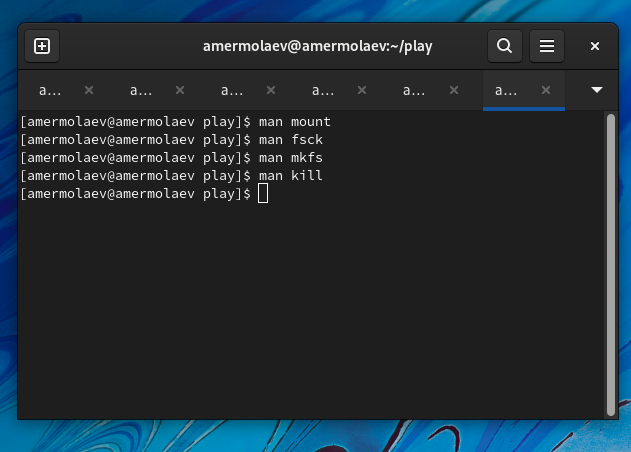 amermolaev@amermolaev:~/play
a... a... a... a... a... a...
[amermolaev@amermolaev play]$ man mount
[amermolaev@amermolaev play]$ man fsck
[amermolaev@amermolaev play]$ man mkfs
[amermolaev@amermolaev play]$ man kill
[amermolaev@amermolaev play]$